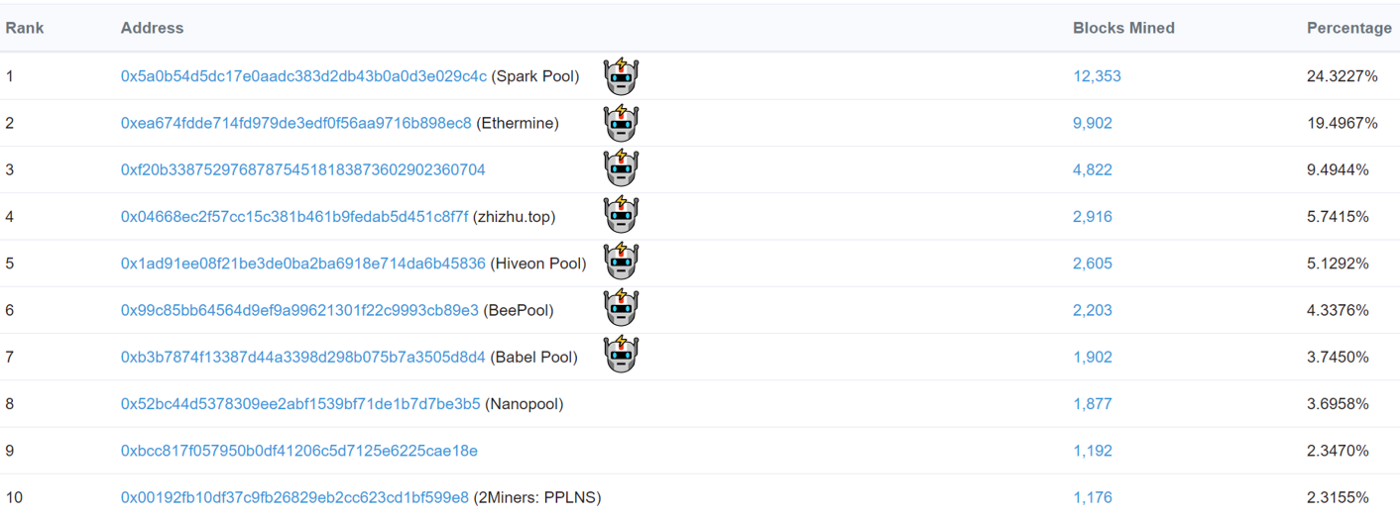 Rank Address Blocks Mined Percentage
1 0x5a0b54d5dc17e0aadc383d2db43b0a0d3e029c4c (Spark Pool) 12,353 24.3227%
2 0xea674fdde714fd979de3edf0f56aa9716b898ec8 (Ethermine) 9,902 19.4967%
3 0xf20b338752976878754518183873602902360704 4,822 9.4944%
4 0x04668ec2f57cc15c381b461b9fedab5d451c8f7f (zhizhu.top) 2,916 5.7415%
5 0x1ad91ee08f21be3de0ba2ba6918e714da6b45836 (Hiveon Pool) 2,605 5.1292%
6 0x99c85bb64564d9ef9a99621301f22c9993cb89e3 (BeePool) 2,203 4.3376%
7 0xb3b7874f13387d44a3398d298b075b7a3505d8d4 (Babel Pool) 1,902 3.7450%
8 0x52bc44d5378309ee2abf1539bf71de1b7d7be3b5 (Nanopool) 1,877 3.6958%
9 0xbcc817f057950b0df41206c5d7125e6225cae18e 1,192 2.3470%
10 0x00192fb10df37c9fb26829eb2cc623cd1bf599e8 (2Miners: PPLNS) 1,176 2.3155%